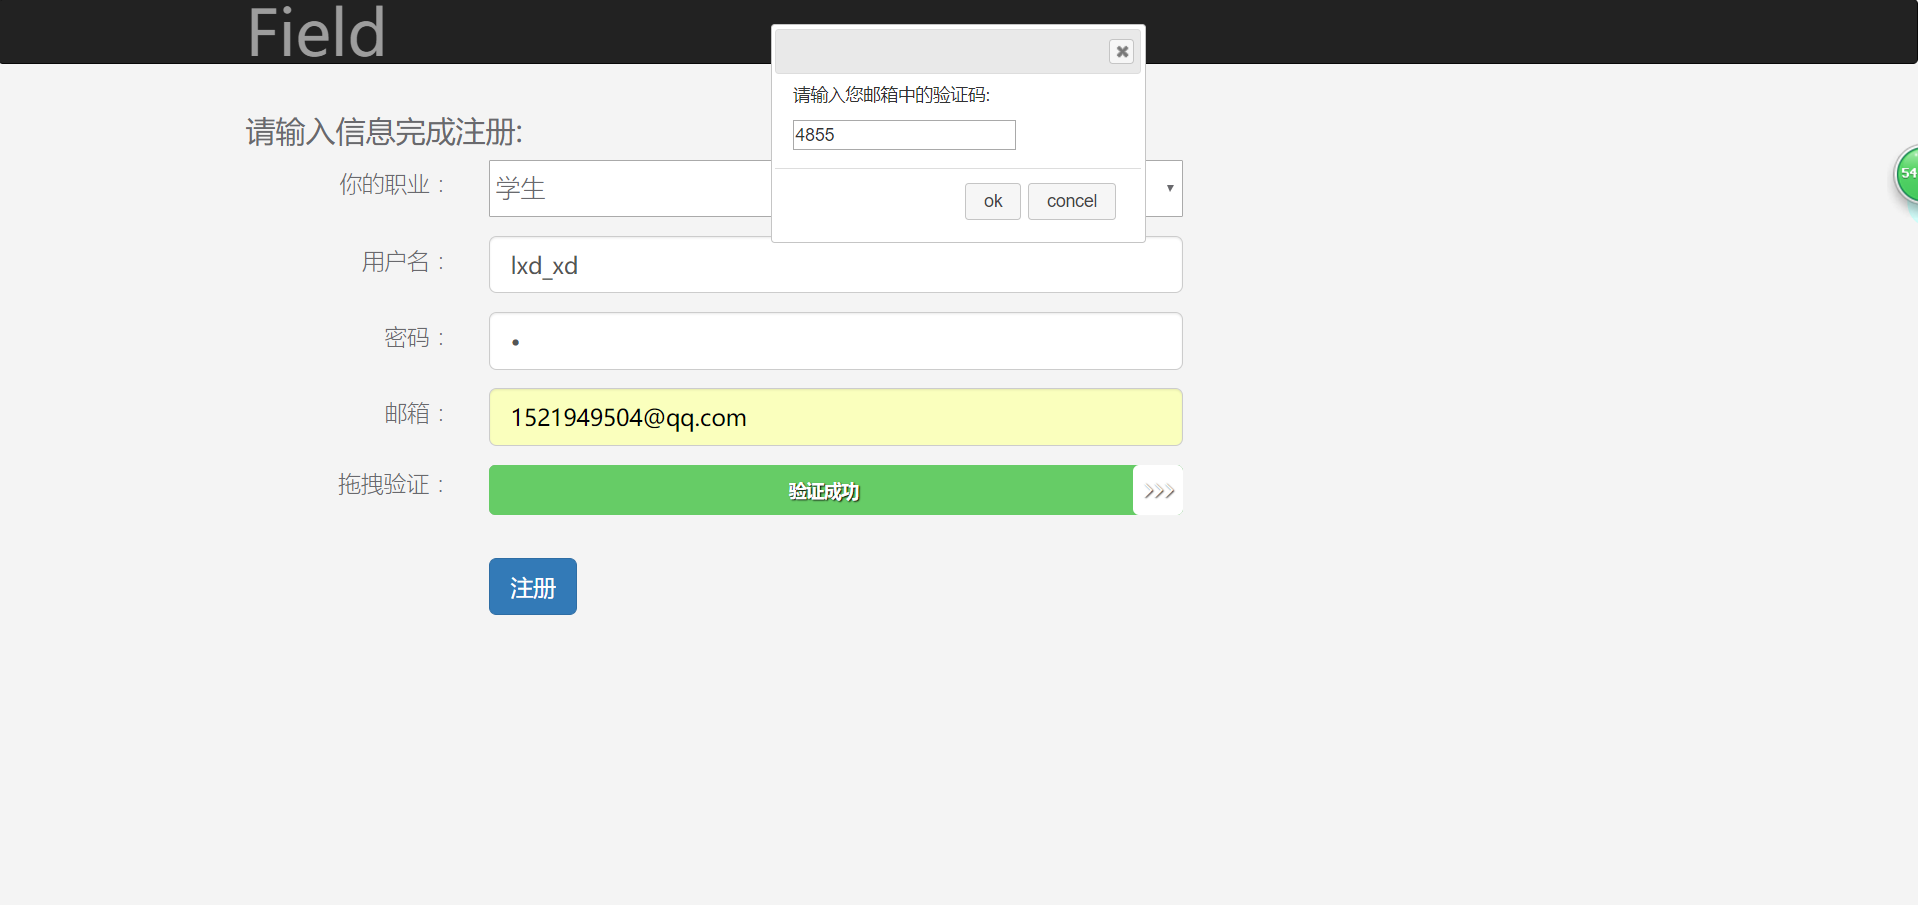 Field
请输入您邮箱中的验证码:
4855
ok concel
请输入信息完成注册:
你的职业： 学生
用户名： lxd_xd
密码： •
邮箱： 1521949504@qq.com
拖拽验证： 验证成功 >>>
注册
54